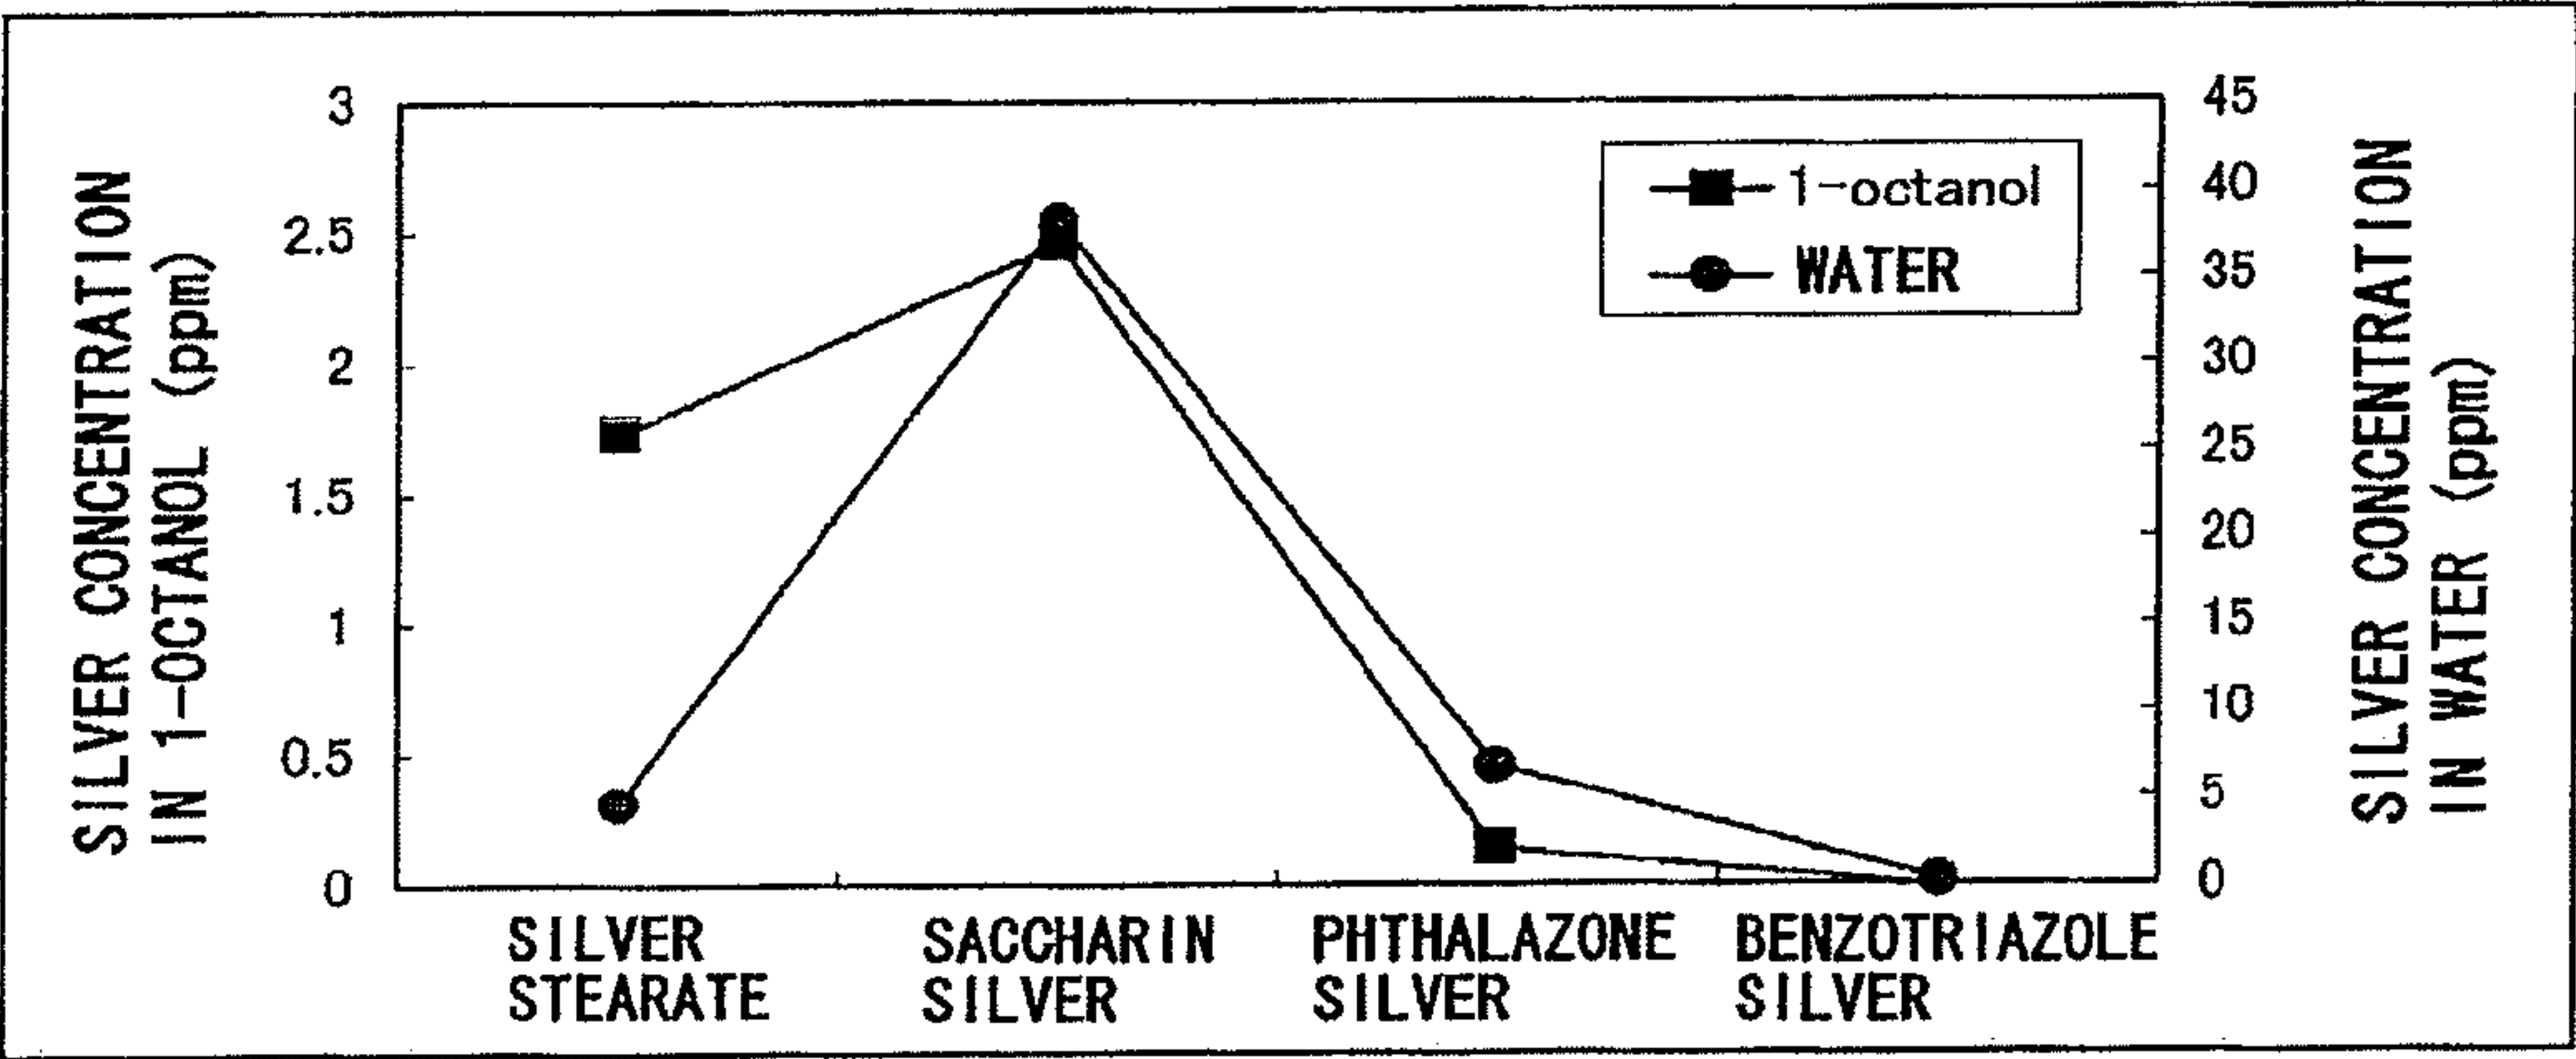 SILVER CONCENTRATION
IN 1-OCTANOL (ppm)
3
2.5
2
1.5
1
0.5
0
1-octanol
WATER
45
40
35
30
25
20
15
10
5
0
SILVER CONCENTRATION
IN WATER (ppm)
SILVER
STEARATE
SACCHARIN
SILVER
PHTHALAZONE
SILVER
BENZOTRIAZOLE
SILVER